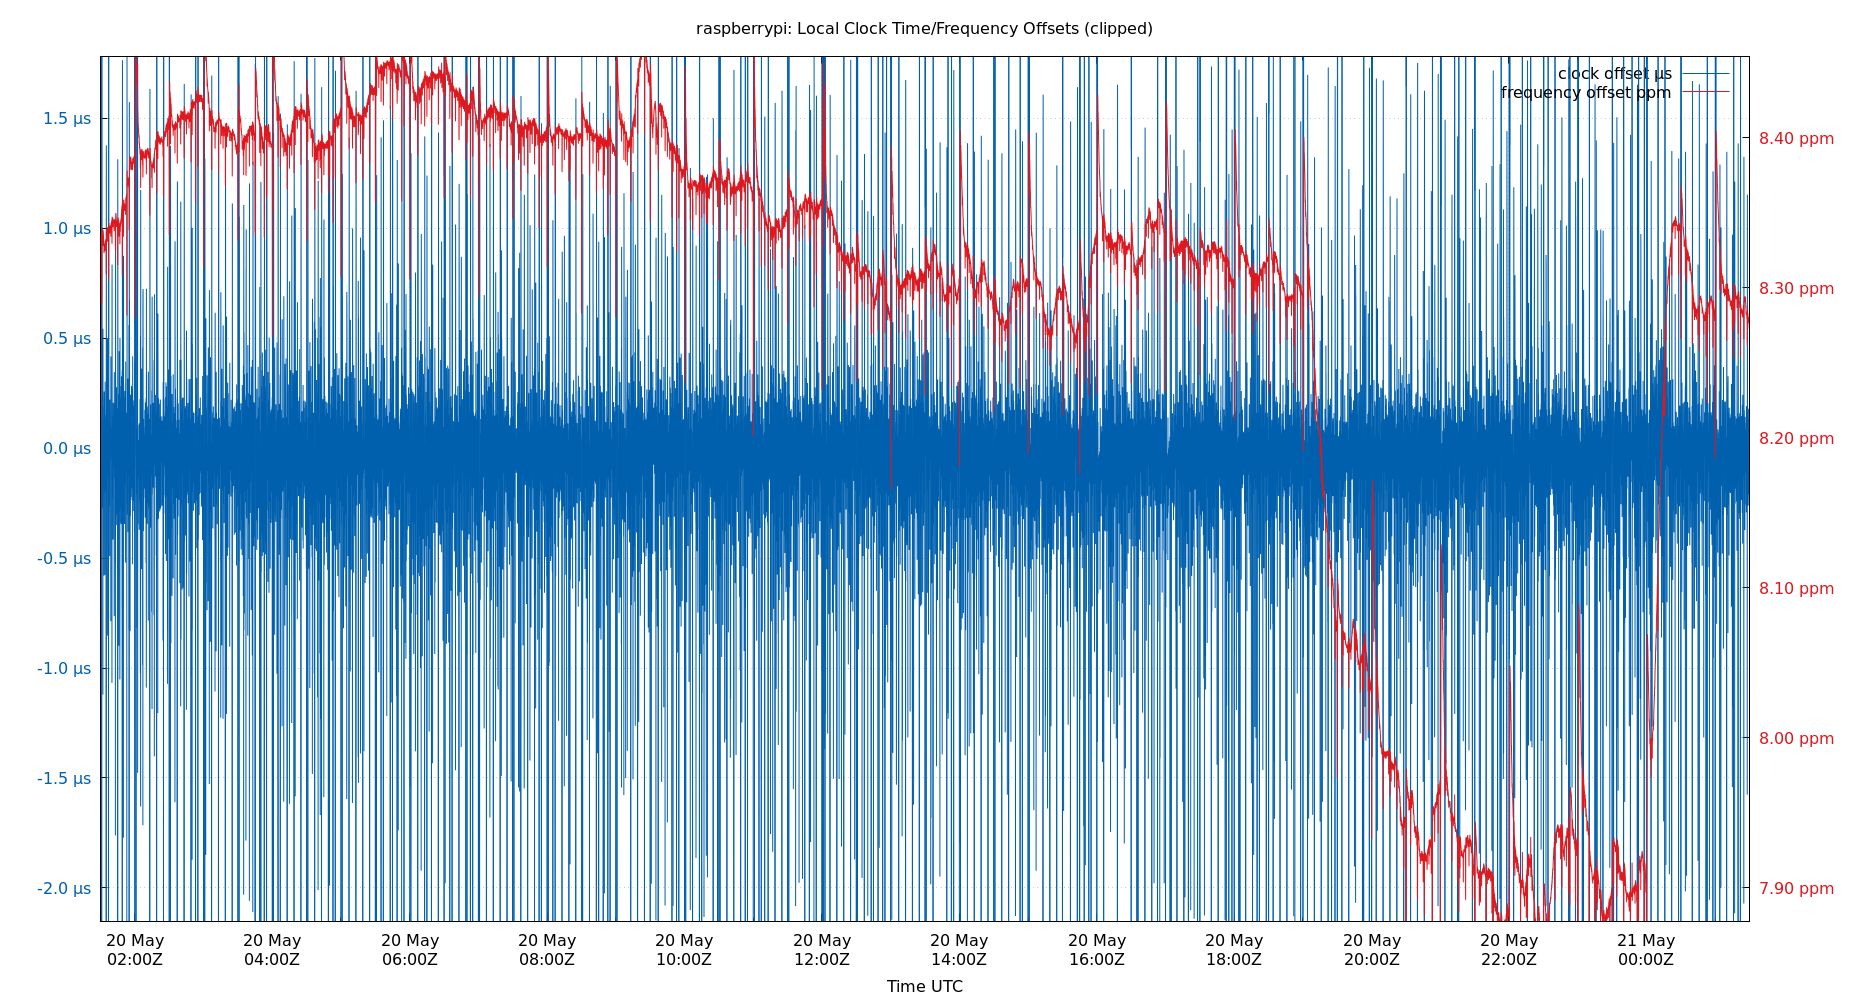 raspberrypi: Local Clock Time/Frequency Offsets (clipped)
clock offset µs
frequency offset ppm
1.5 µs
1.0 µs
0.5 µs
0.0 µs
-0.5 µs
-1.0 µs
-1.5 µs
-2.0 µs
8.40 ppm
8.30 ppm
8.20 ppm
8.10 ppm
8.00 ppm
7.90 ppm
20 May 20 May 20 May 20 May 20 May 20 May 20 May 20 May 20 May 20 May 20 May 21 May
02:00Z 04:00Z 06:00Z 08:00Z 10:00Z 12:00Z 14:00Z 16:00Z 18:00Z 20:00Z 22:00Z 00:00Z
Time UTC